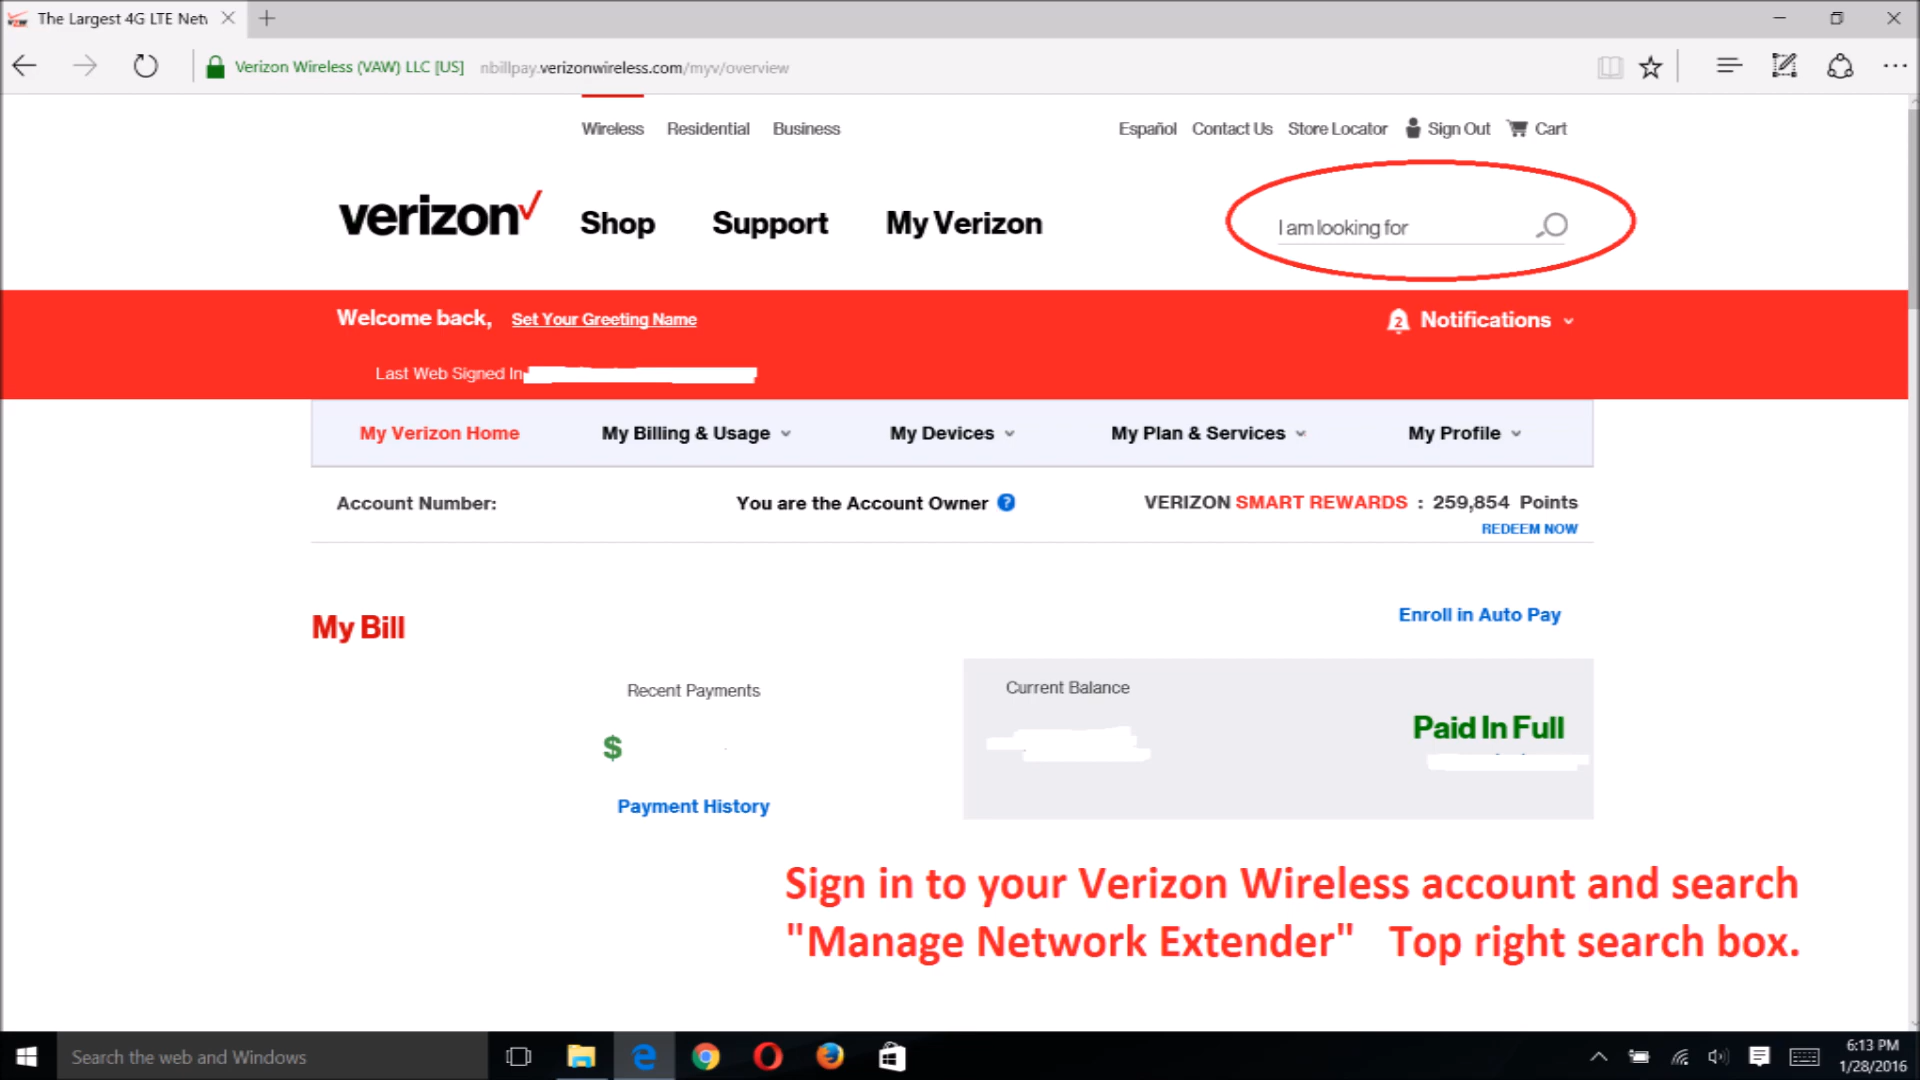 The Largest 4G LTE Net
Verizon Wireless (VAW) LLC [US] nbillpay.verizonwireless.com/myv/overview
Wireless Residential Business Español Contact Us Store Locator Sign Out Cart
verizon Shop Support My Verizon I am looking for
Welcome back, Set Your Greeting Name 2 Notifications
Last Web Signed In
My Verizon Home My Billing & Usage My Devices My Plan & Services My Profile
Account Number: You are the Account Owner ? VERIZON SMART REWARDS : 259,854 Points
REDEEM NOW
My Bill Enroll in Auto Pay
Recent Payments Current Balance
$ Paid In Full
Payment History
Sign in to your Verizon Wireless account and search
"Manage Network Extender" Top right search box.
Search the web and Windows 6:13 PM
1/28/2016